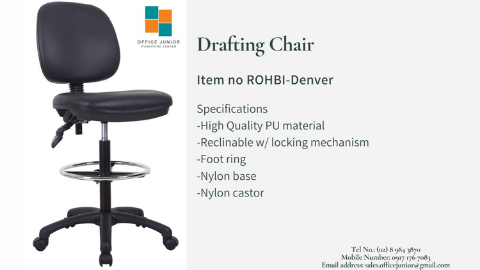 OFFICE JUNIOR
FURNITURE CENTER
Drafting Chair
Item no ROHBI-Denver
Specifications
-High Quality PU material
-Reclinable w/ locking mechanism
-Foot ring
-Nylon base
-Nylon castor
Tel No.: (02) 8 984 3870
Mobile Number: 0917 176 7083
Email address: sales.officejunior@gmail.com